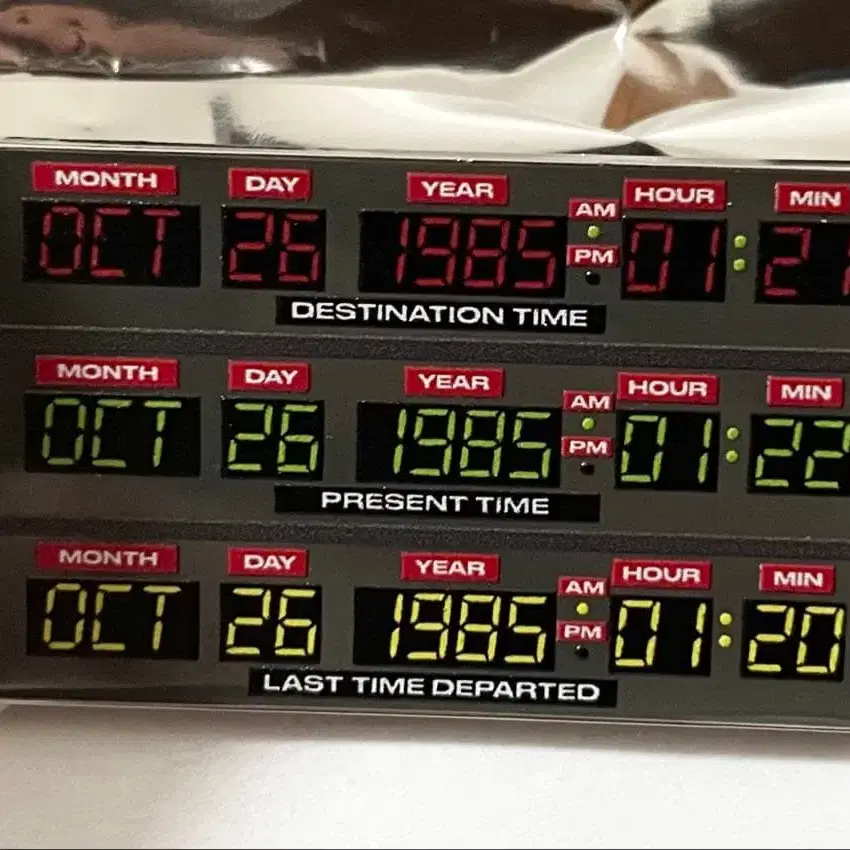 MONTH DAY YEAR AM HOUR MIN
OCT 26 1985 PM 01:21
DESTINATION TIME
MONTH DAY YEAR AM HOUR MIN
OCT 26 1985 PM 01:22
PRESENT TIME
MONTH DAY YEAR AM HOUR MIN
OCT 26 1985 PM 01:20
LAST TIME DEPARTED